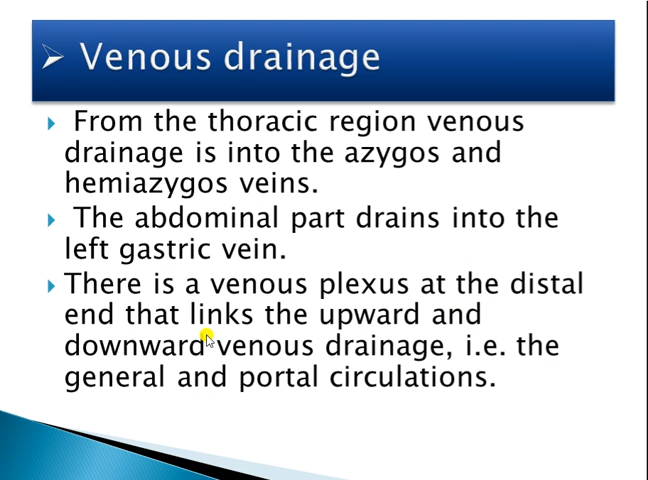 Venous drainage
From the thoracic region venous
drainage is into the azygos and
hemiazygos veins.
The abdominal part drains into the
left gastric vein.
There is a venous plexus at the distal
end that links the upward and
downward venous drainage, i.e. the
general and portal circulations.